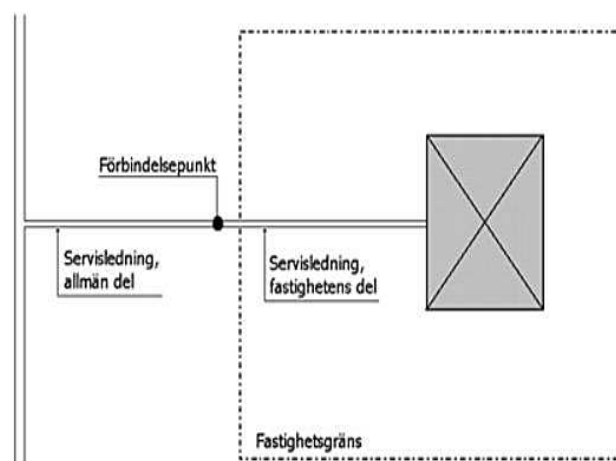 Förbindelsepunkt
Servisledning,
allmän del
Servisledning,
fastighetens del
Fastighetsgräns